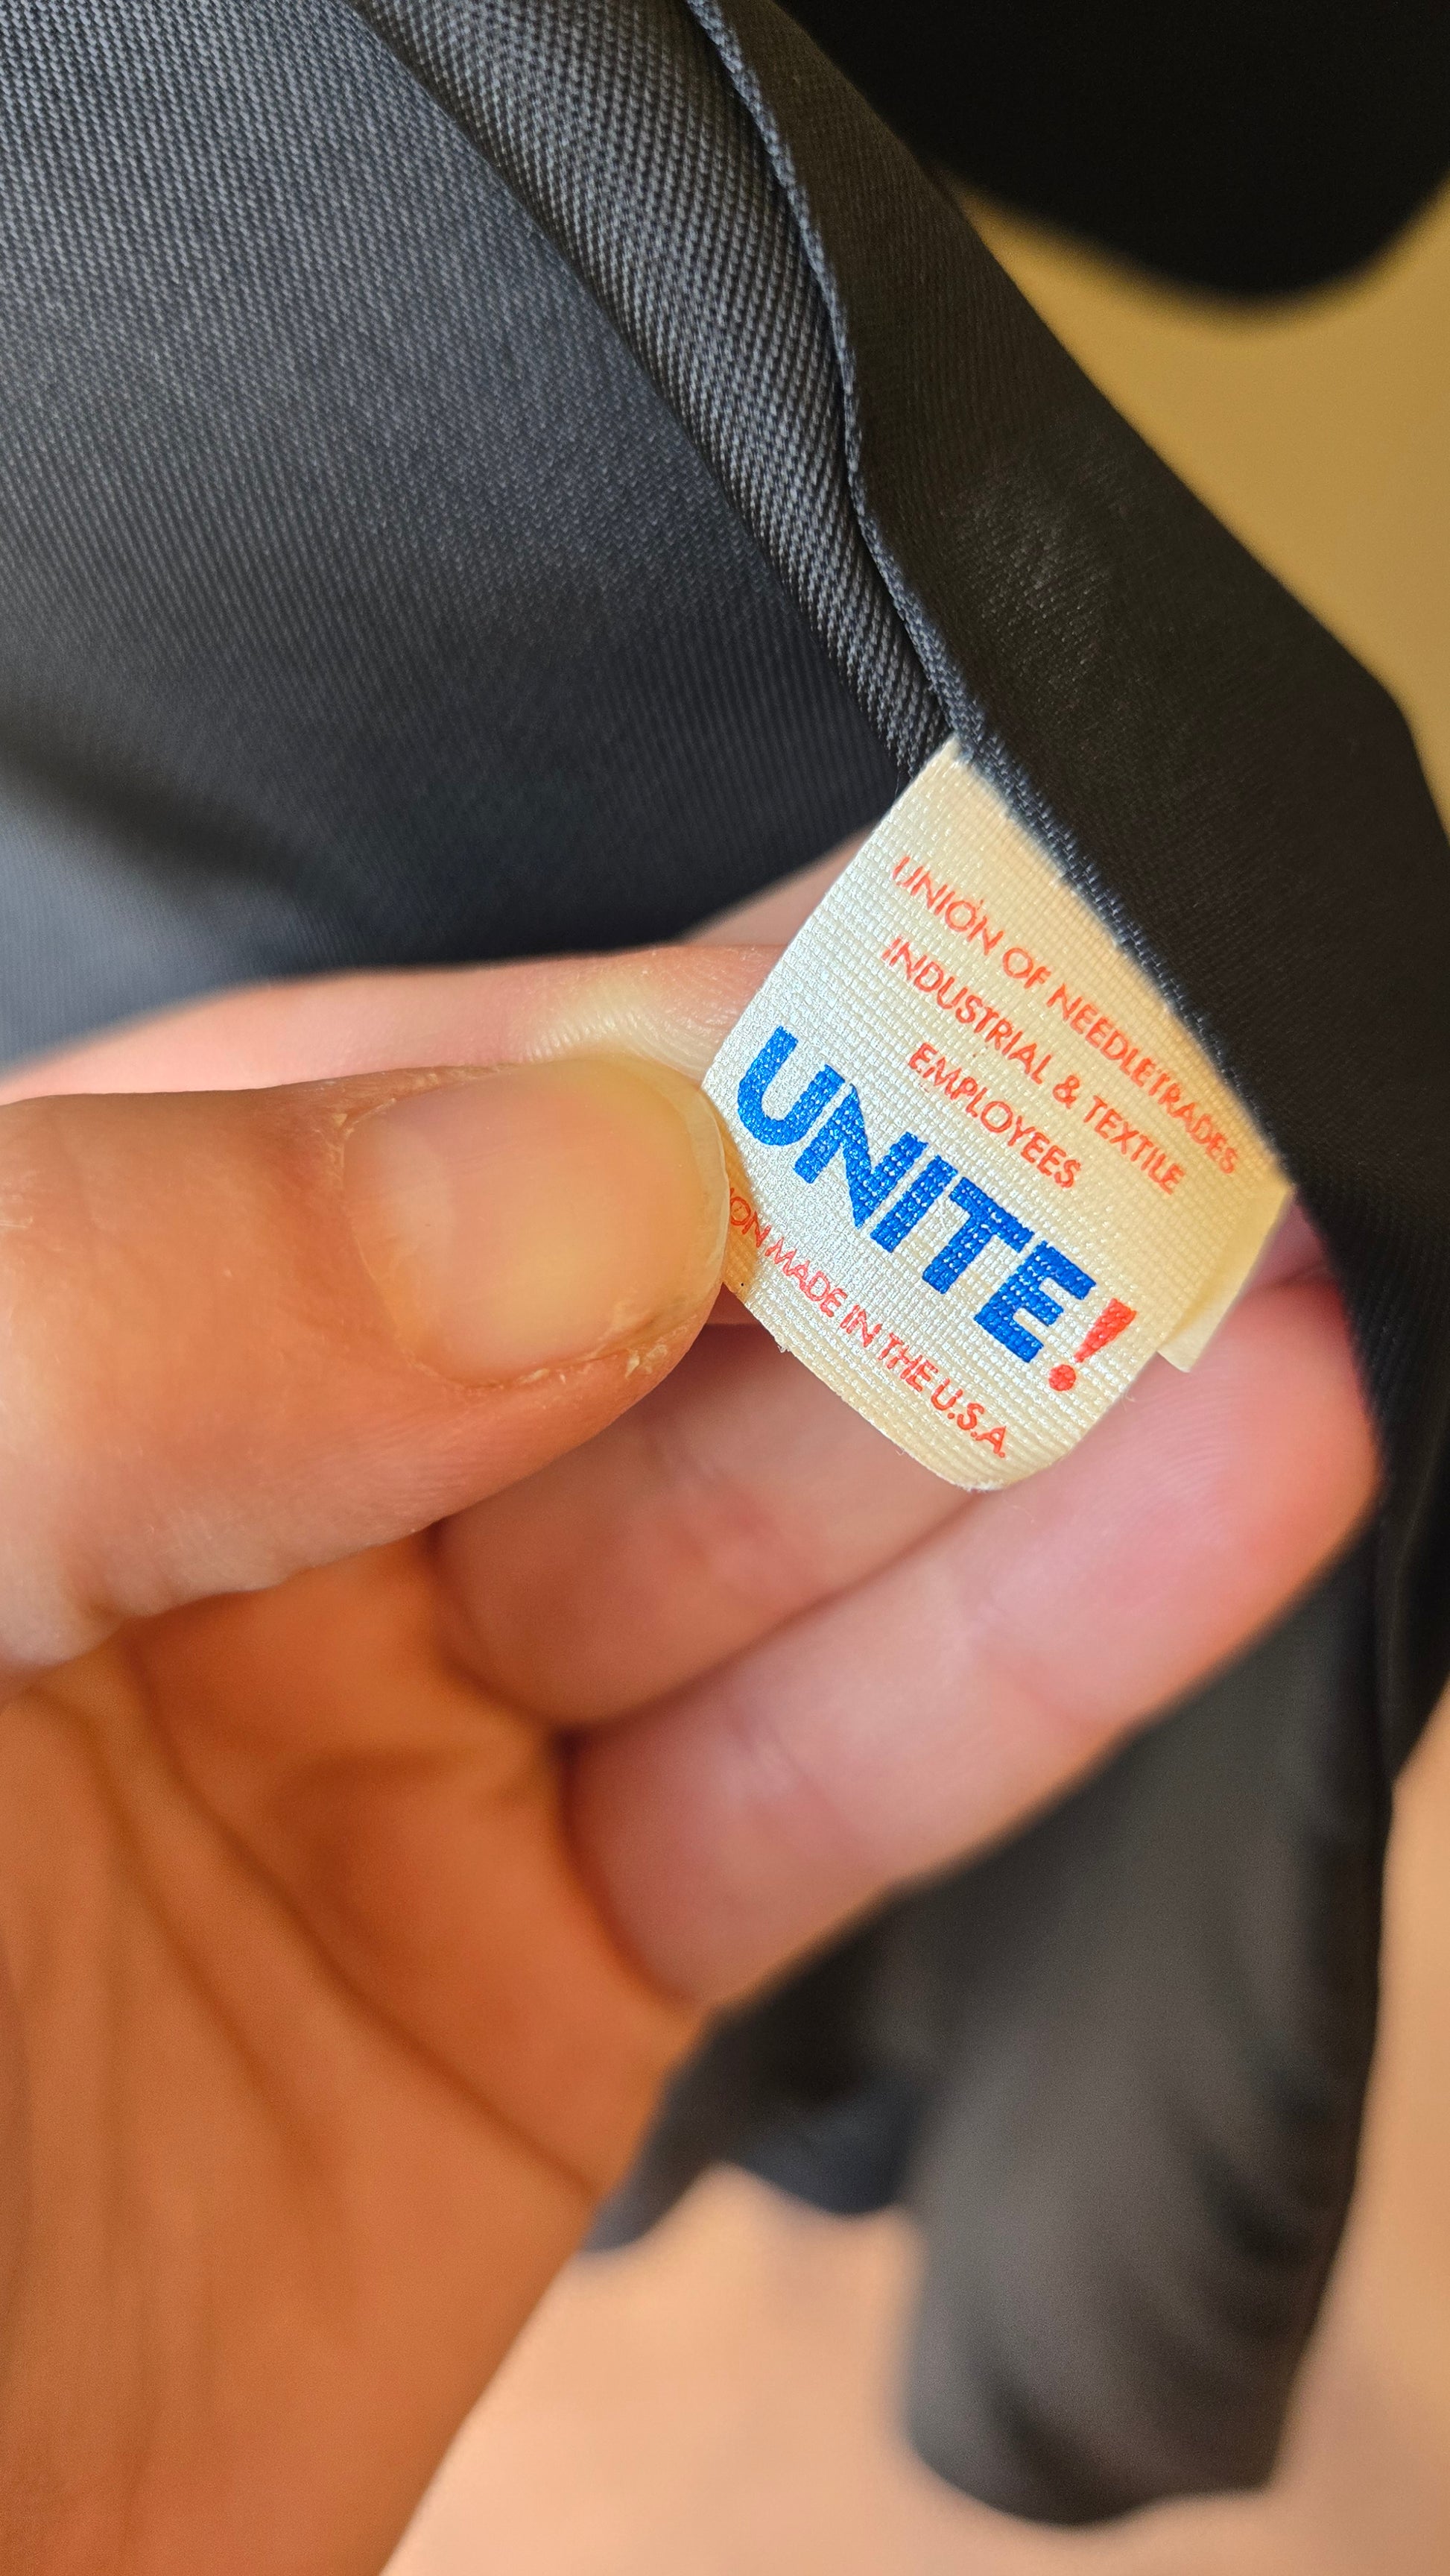 UNION OF NEEDLETRADES
INDUSTRIAL & TEXTILE
EMPLOYEES
UNITE!
MADE IN THE U.S.A.